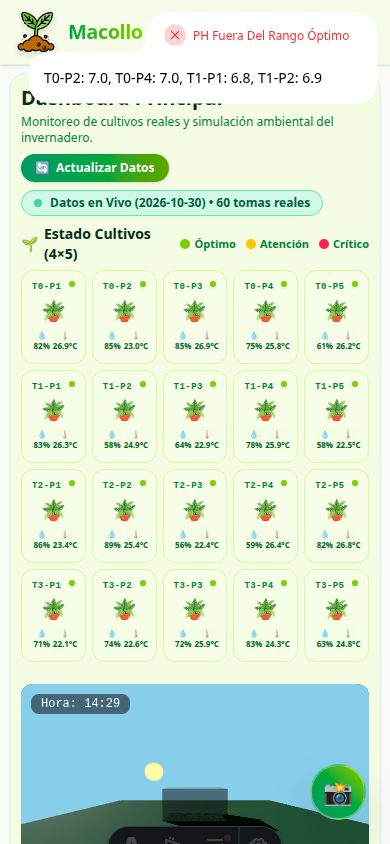 Macollo
PH Fuera Del Rango Óptimo
T0-P2: 7.0, T0-P4: 7.0, T1-P1: 6.8, T1-P2: 6.9
Dashboard Principal
Monitoreo de cultivos reales y simulación ambiental del
invernadero.
Actualizar Datos
Datos en Vivo (2026-10-30) • 60 tomas reales
Estado Cultivos
(4×5)
Óptimo
Atención
Crítico
T0-P1 T0-P2 T0-P3 T0-P4 T0-P5
82% 26.9°C 85% 23.0°C 85% 24.9°C 75% 25.8°C 61% 26.2°C
T1-P1 T1-P2 T1-P3 T1-P4 T1-P5
83% 26.3°C 58% 24.9°C 64% 22.9°C 78% 25.9°C 58% 22.5°C
T2-P1 T2-P2 T2-P3 T2-P4 T2-P5
86% 23.4°C 89% 25.4°C 56% 22.4°C 59% 26.4°C 82% 26.8°C
T3-P1 T3-P2 T3-P3 T3-P4 T3-P5
71% 22.1°C 74% 22.6°C 72% 25.9°C 83% 24.3°C 63% 24.8°C
Hora: 14:29